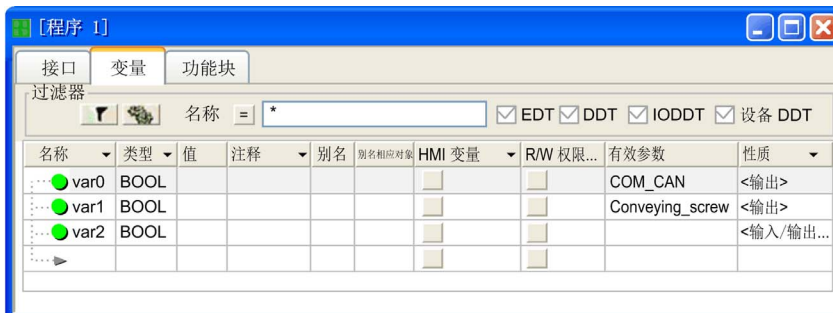 [程序 1]
接口 变量 功能块
过滤器
名称 = * EDT DDT IODDT 设备 DDT
名称 类型 值 注释 别名 别名相应对象 HMI 变量 R/W 权限... 有效参数 性质
var0 BOOL COM_CAN <输出>
var1 BOOL Conveying_screw <输出>
var2 BOOL <输入/输出...